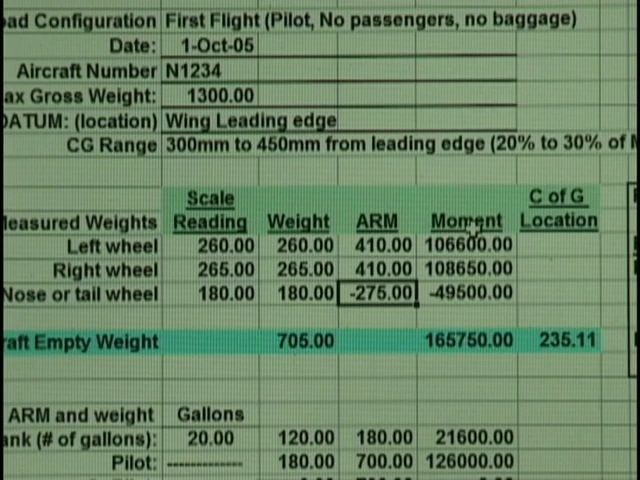 oad Configuration First Flight (Pilot, No passengers, no baggage)
Date: 1-Oct-05
Aircraft Number N1234
ax Gross Weight: 1300.00
DATUM: (location) Wing Leading edge
CG Range 300mm to 450mm from leading edge (20% to 30% of M
Scale C of G
Measured Weights Reading Weight ARM Moment Location
Left wheel 260.00 260.00 410.00 106600.00
Right wheel 265.00 265.00 410.00 108650.00
Nose or tail wheel 180.00 180.00 -275.00 -49500.00
raft Empty Weight 705.00 165750.00 235.11
ARM and weight Gallons
ank (# of gallons): 20.00 120.00 180.00 21600.00
Pilot: ------------- 180.00 700.00 126000.00